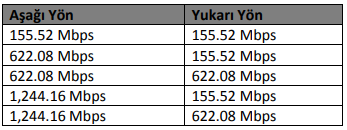 Aşağı Yön Yukarı Yön
155.52 Mbps 155.52 Mbps
622.08 Mbps 155.52 Mbps
622.08 Mbps 622.08 Mbps
1,244.16 Mbps 155.52 Mbps
1,244.16 Mbps 622.08 Mbps